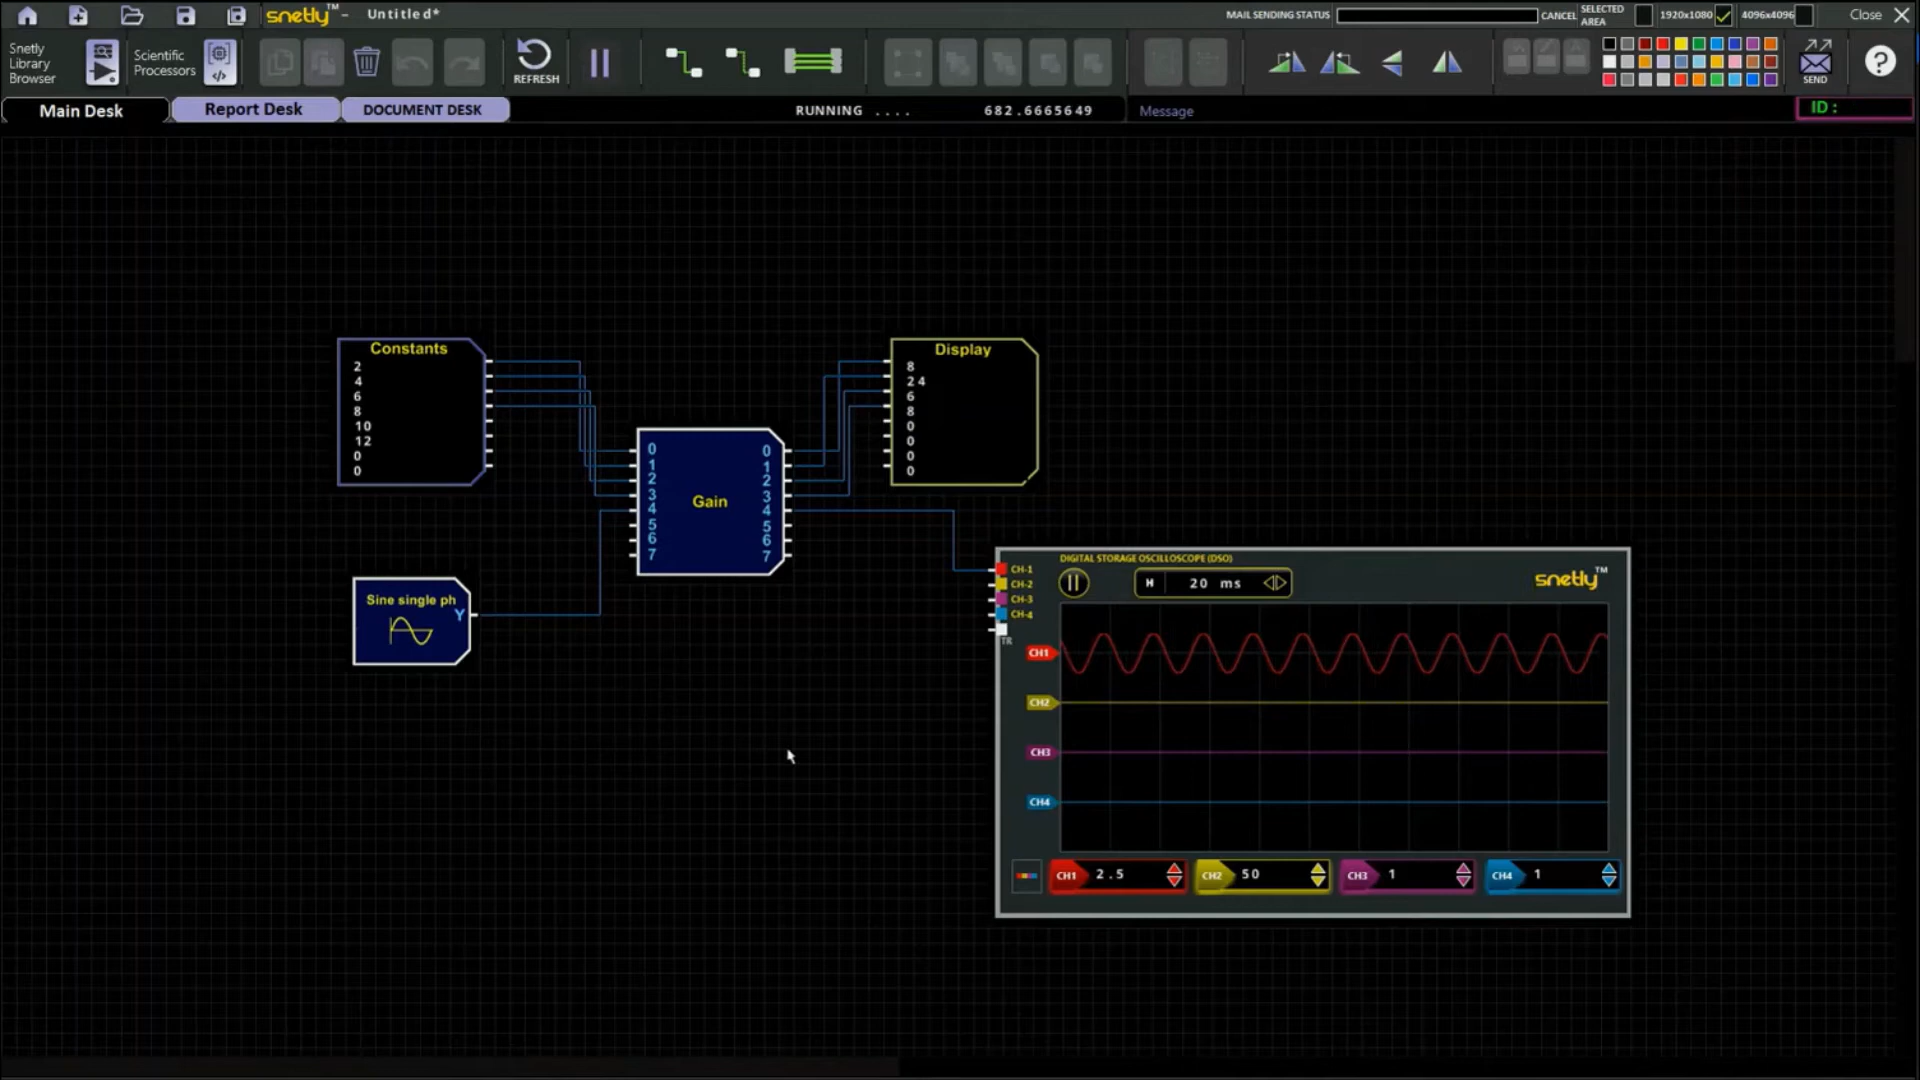 snetly™ - Untitled*
MAIL SENDING STATUS CANCEL SELECTED AREA 1920x1080 4096x4096 Close
Snetly Library Browser
Scientific Processors
REFRESH
SEND
Main Desk Report Desk DOCUMENT DESK RUNNING .... 682.6665649 Message ID :
Constants
2
4
6
8
10
12
0
0
Display
8
24
6
8
0
0
0
0
0 0
1 1
2 2
3 3
4 4
5 5
6 6
7 7
Gain
Sine single ph
Y
DIGITAL STORAGE OSCILLOSCOPE (DSO)
CH-1
CH-2
CH-3
CH-4
TR
H 20 ms
snetly™
CH1
CH2
CH3
CH4
CH1 2.5 CH2 50 CH3 1 CH4 1